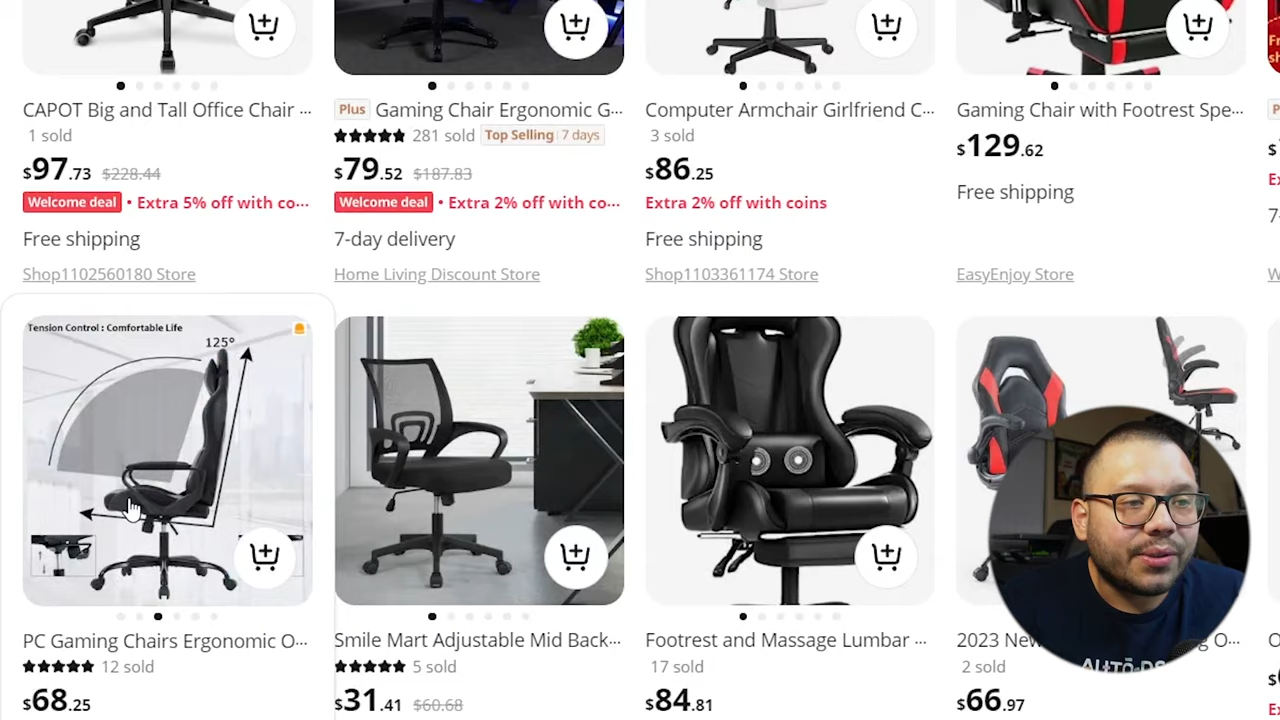 CAPOT Big and Tall Office Chair ...
1 sold
$97.73 $228.44
Welcome deal • Extra 5% off with co...
Free shipping
Shop1102560180 Store
Plus Gaming Chair Ergonomic G...
281 sold Top Selling 7 days
$79.52 $187.83
Welcome deal • Extra 2% off with co...
7-day delivery
Home Living Discount Store
Computer Armchair Girlfriend C...
3 sold
$86.25
Extra 2% off with coins
Free shipping
Shop1103361174 Store
Gaming Chair with Footrest Spe...
$129.62
Free shipping
EasyEnjoy Store
Tension Control : Comfortable Life
125°
PC Gaming Chairs Ergonomic O...
12 sold
$68.25
Smile Mart Adjustable Mid Back...
5 sold
$31.41 $60.68
Footrest and Massage Lumbar ...
17 sold
$84.81
2023 New
2 sold
$66.97